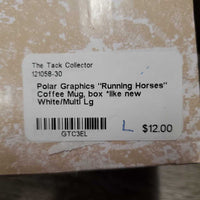 The Tack Collector
121058-30
Polar Graphics "Running Horses"
Coffee Mug, box *like new
White/Multi Lg
GTC3EL
L $12.00